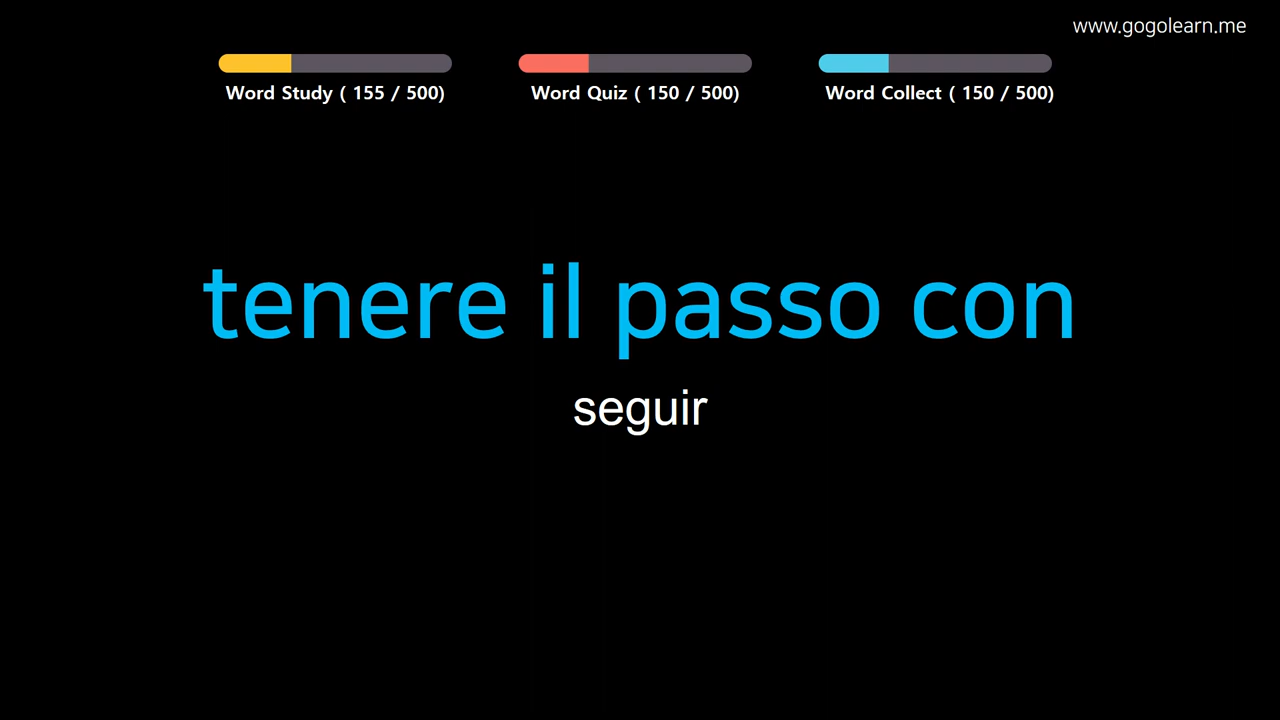 www.gogolearn.me
Word Study ( 155 / 500)
Word Quiz ( 150 / 500)
Word Collect ( 150 / 500)
tenere il passo con
seguir